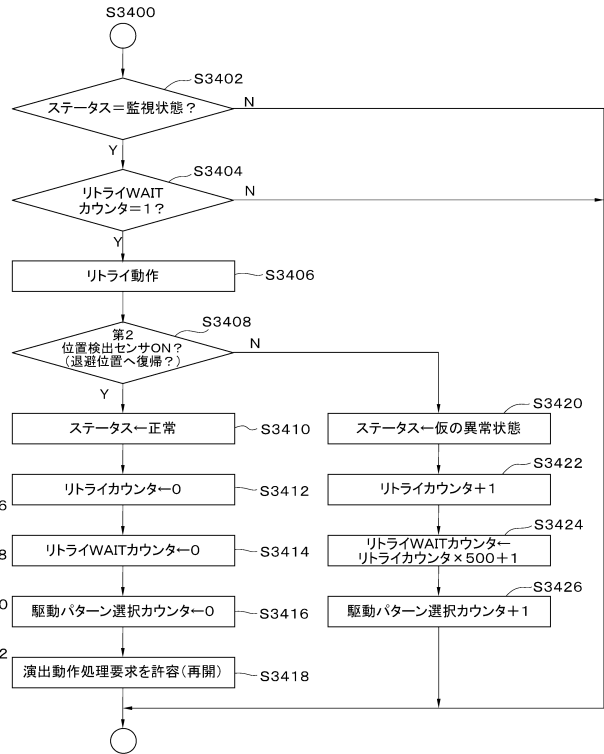 S3400
S3402
ステータス＝監視状態？
N
Y
S3404
リトライWAIT
カウンタ＝1？
N
Y
リトライ動作
S3406
S3408
第2
位置検出センサON？
（退避位置へ復帰？）
N
Y
ステータス←正常
S3410
S3420
ステータス←仮の異常状態
リトライカウンタ←0
S3412
S3422
リトライカウンタ＋1
6
リトライWAITカウンタ←0
S3414
S3424
リトライWAITカウンタ←
リトライカウンタ×500＋1
8
駆動パターン選択カウンタ←0
S3416
S3426
駆動パターン選択カウンタ＋1
0
2
演出動作処理要求を許容（再開）
S3418